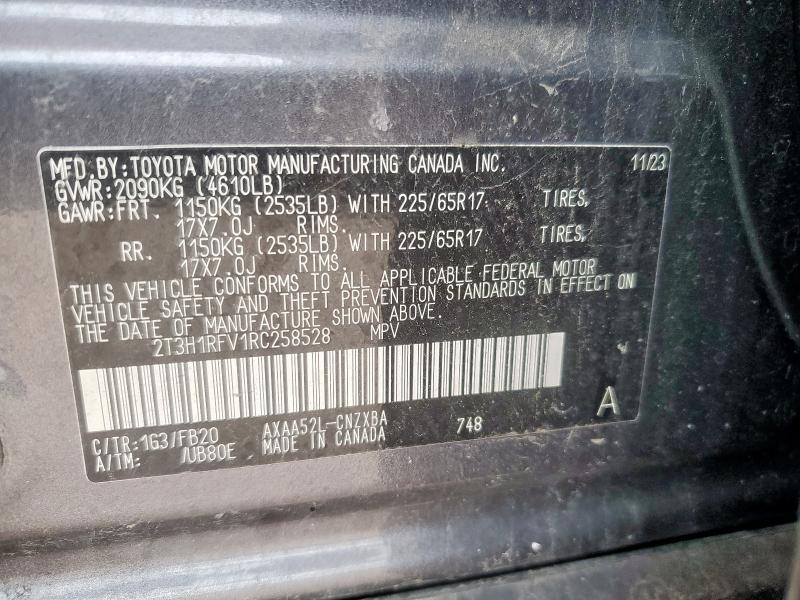 MFD.BY:TOYOTA MOTOR MANUFACTURING CANADA INC. 11/23
GVWR:2090KG (4610LB)
GAWR:FRT. 1150KG (2535LB) WITH 225/65R17 TIRES,
17X7.0J RIMS.
RR. 1150KG (2535LB) WITH 225/65R17 TIRES,
17X7.0J RIMS.
THIS VEHICLE CONFORMS TO ALL APPLICABLE FEDERAL MOTOR
VEHICLE SAFETY AND THEFT PREVENTION STANDARDS IN EFFECT ON
THE DATE OF MANUFACTURE SHOWN ABOVE.
2T3H1RFV1RC258528 MPV
A
C/TR:1G3/FB20 AXAA52L-CNZXBA 748
A/TM: /UB80E MADE IN CANADA